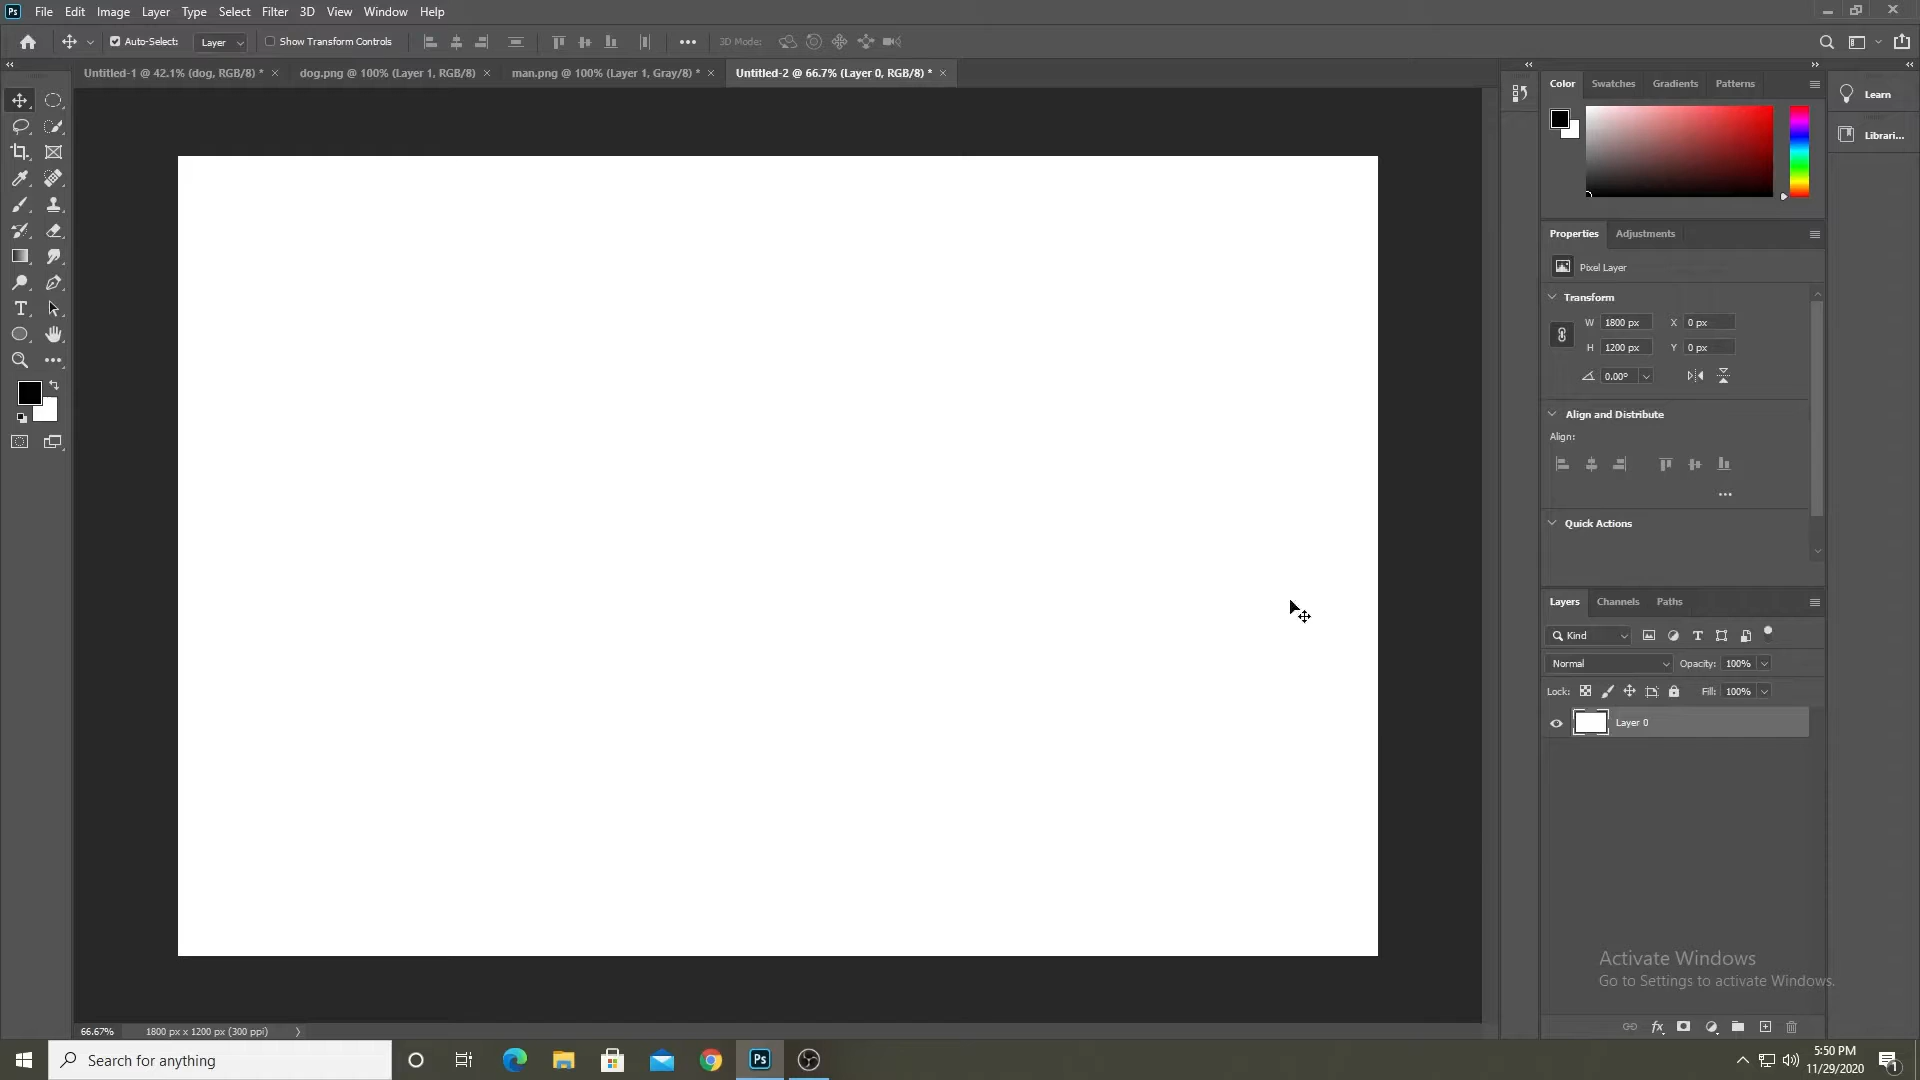 Ps File Edit Image Layer Type Select Filter 3D View Window Help
Auto-Select: Layer Show Transform Controls 3D Mode:
Untitled-1 @ 42.1% (dog, RGB/8) * dog.png @ 100% (Layer 1, RGB/8) man.png @ 100% (Layer 1, Gray/8) * Untitled-2 @ 66.7% (Layer 0, RGB/8) *
Color Swatches Gradients Patterns
Learn
Librari...
Properties Adjustments
Pixel Layer
Transform
W 1800 px X 0 px
H 1200 px Y 0 px
0.00°
Align and Distribute
Align:
Quick Actions
Layers Channels Paths
Kind
Normal Opacity: 100%
Lock: Fill: 100%
Layer 0
Activate Windows
Go to Settings to activate Windows.
66.67% 1800 px x 1200 px (300 ppi)
Search for anything
Ps
5:50 PM
11/29/2020
1